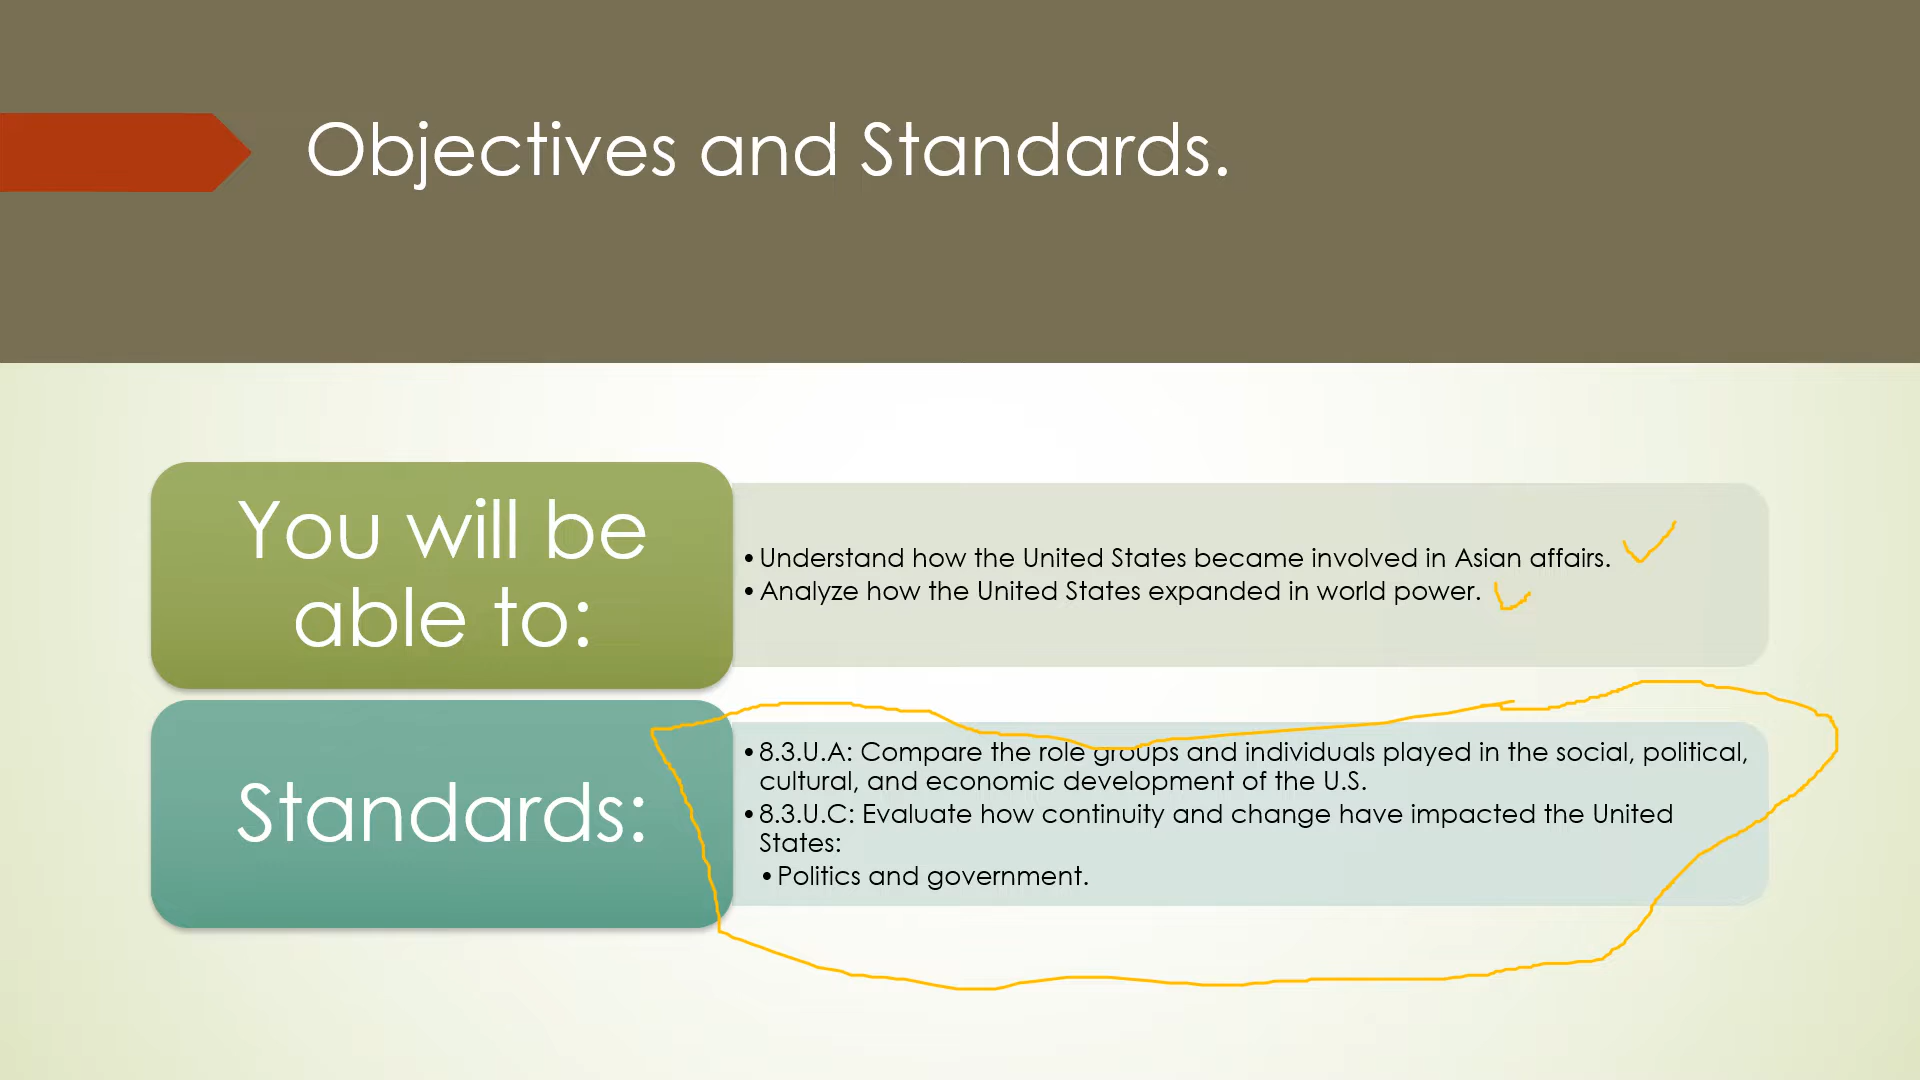 Objectives and Standards.
You will be
able to:
•Understand how the United States became involved in Asian affairs.
•Analyze how the United States expanded in world power.
Standards:
•8.3.U.A: Compare the role groups and individuals played in the social, political,
cultural, and economic development of the U.S.
•8.3.U.C: Evaluate how continuity and change have impacted the United
States:
•Politics and government.